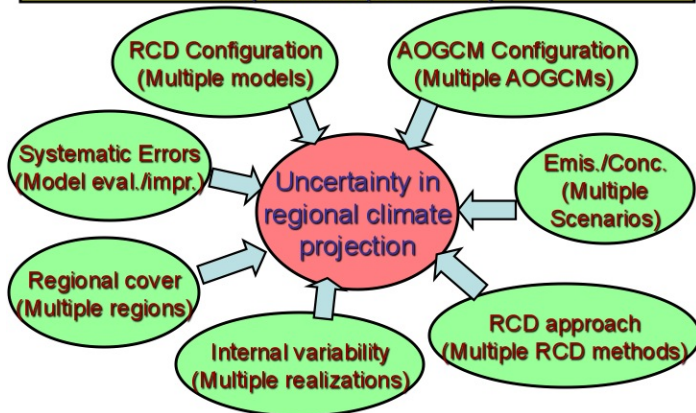 RCD Configuration
(Multiple models)
AOGCM Configuration
(Multiple AOGCMs)
Systematic Errors
(Model eval./impr.)
Uncertainty in
regional climate
projection
Emis./Conc.
(Multiple
Scenarios)
Regional cover
(Multiple regions)
Internal variability
(Multiple realizations)
RCD approach
(Multiple RCD methods)